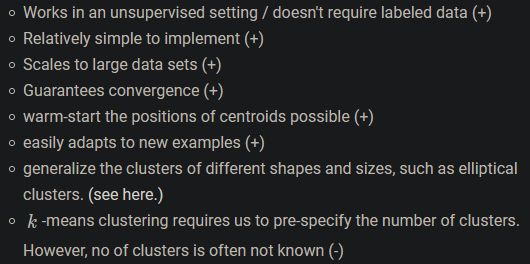 Works in an unsupervised setting / doesn't require labeled data (+)
Relatively simple to implement (+)
Scales to large data sets (+)
Guarantees convergence (+)
warm-start the positions of centroids possible (+)
easily adapts to new examples (+)
generalize the clusters of different shapes and sizes, such as elliptical
clusters. (see here.)
k -means clustering requires us to pre-specify the number of clusters.
However, no of clusters is often not known (-)